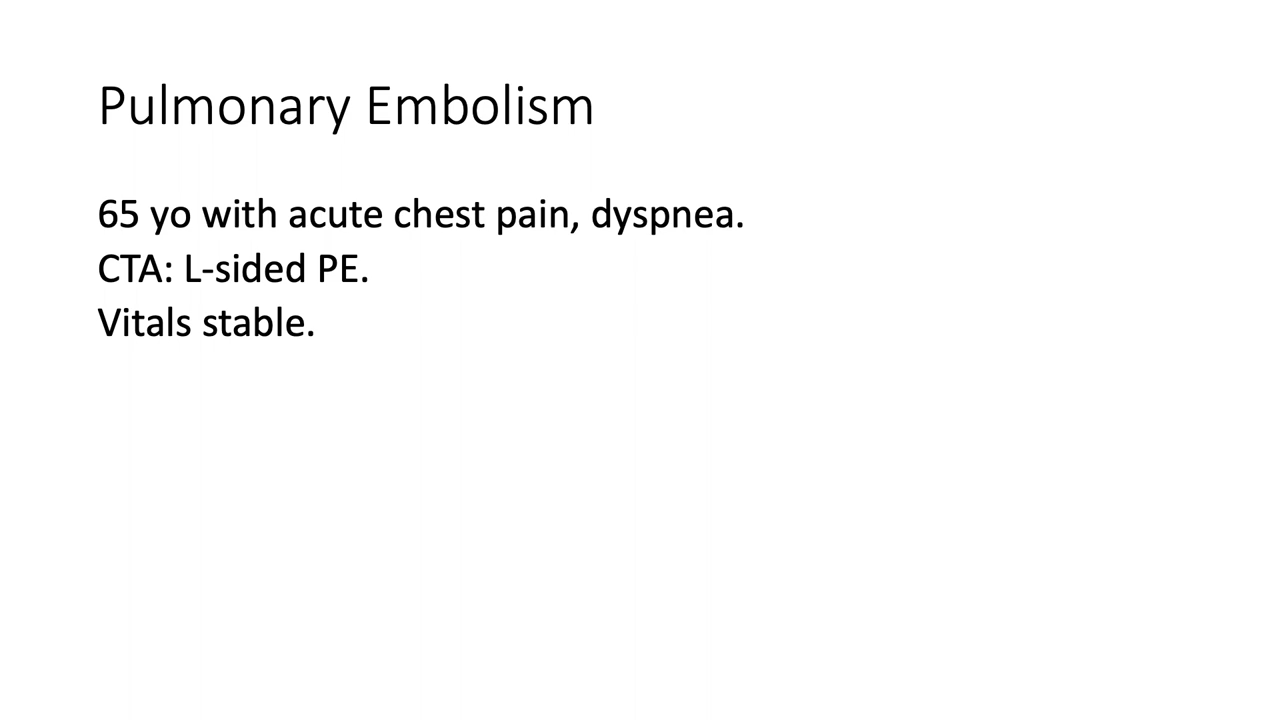 Pulmonary Embolism
65 yo with acute chest pain, dyspnea.
CTA: L-sided PE.
Vitals stable.